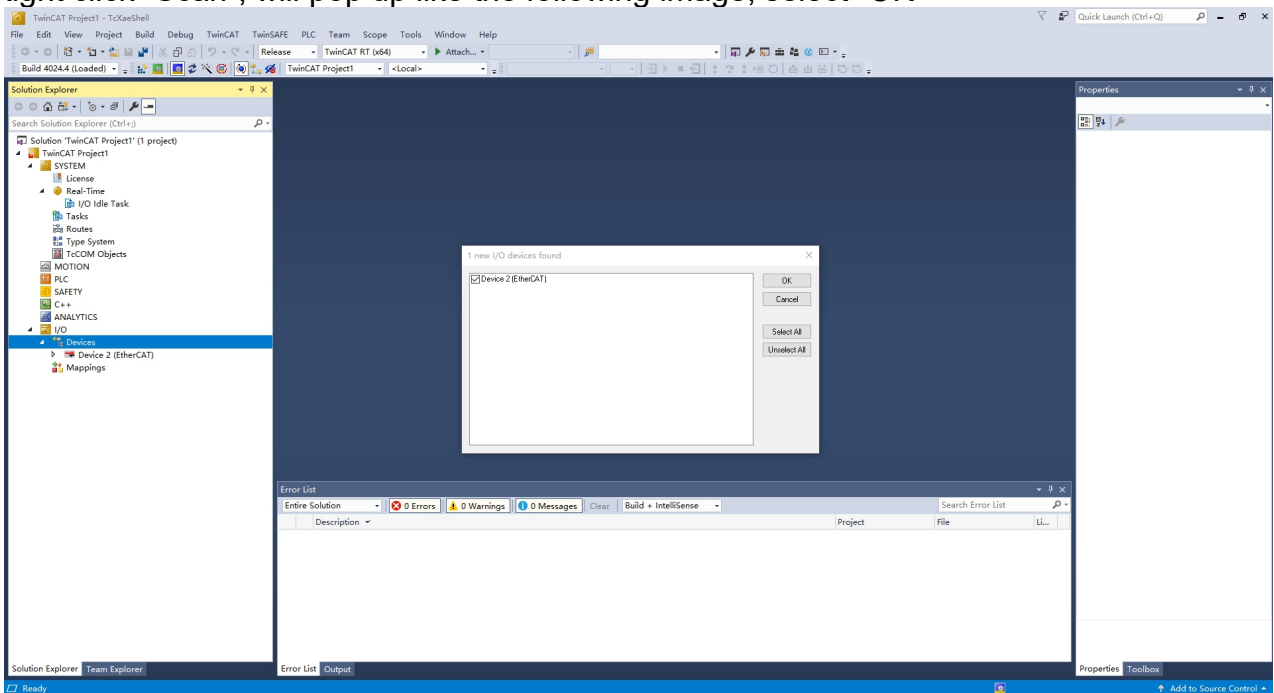 right click "Scan", will pop up like the following image, select "OK"
TwinCAT Project1 - TcXaeShell
Quick Launch (Ctrl+Q)
File Edit View Project Build Debug TwinCAT TwinSAFE PLC Team Scope Tools Window Help
Release TwinCAT RT (x64) Attach...
Build 4024.4 (Loaded) TwinCAT Project1 <Local>
Solution Explorer
Search Solution Explorer (Ctrl+;)
Solution 'TwinCAT Project1' (1 project)
TwinCAT Project1
SYSTEM
License
Real-Time
I/O Idle Task
Tasks
Routes
Type System
TcCOM Objects
MOTION
PLC
SAFETY
C++
ANALYTICS
I/O
Devices
Device 2 (EtherCAT)
Mappings
1 new I/O devices found
Device 2 (EtherCAT)
OK
Cancel
Select All
Unselect All
Properties
Error List
Entire Solution 0 Errors 0 Warnings 0 Messages Clear Build + IntelliSense Search Error List
Description Project File Li...
Solution Explorer Team Explorer Error List Output Properties Toolbox
Ready Add to Source Control